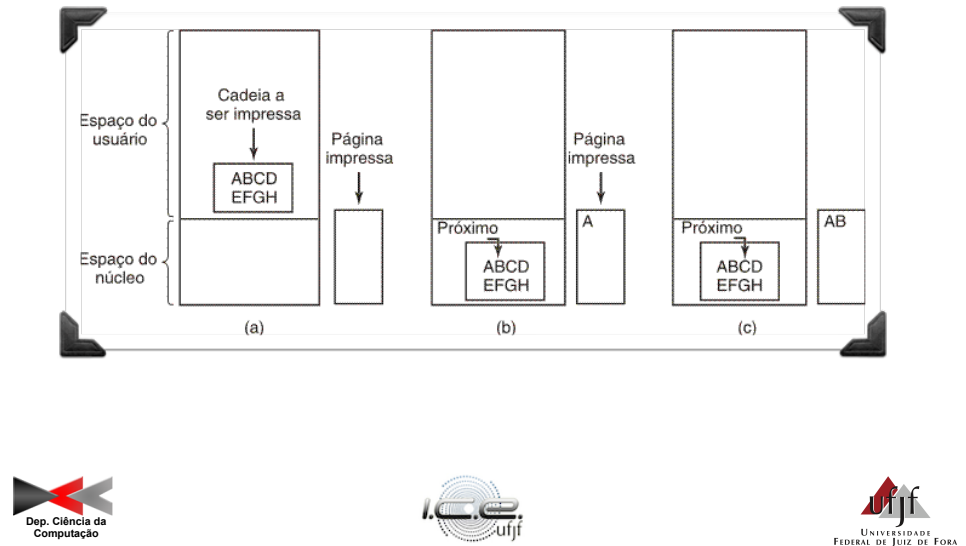 Espaço do
usuário
Cadeia a
ser impressa
ABCD
EFGH
Página
impressa
Espaço do
núcleo
(a)
Próximo
ABCD
EFGH
Página
impressa
A
(b)
Próximo
ABCD
EFGH
AB
(c)
Dep. Ciência da
Computação
I.C.E.
ufjf
ufjf
UNIVERSIDADE
FEDERAL DE JUIZ DE FORA